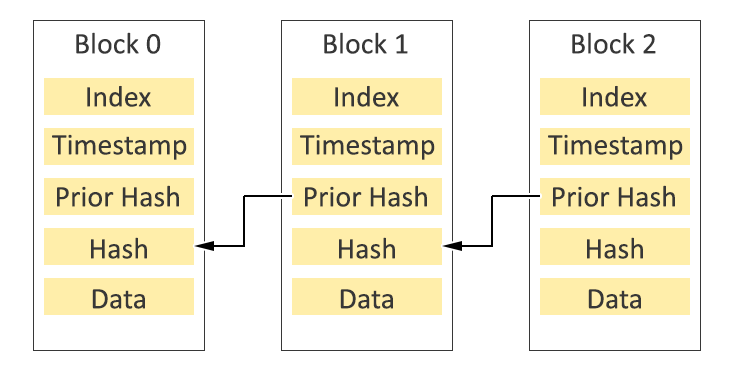 Block 0
Index
Timestamp
Prior Hash
Hash
Data
Block 1
Index
Timestamp
Prior Hash
Hash
Data
Block 2
Index
Timestamp
Prior Hash
Hash
Data